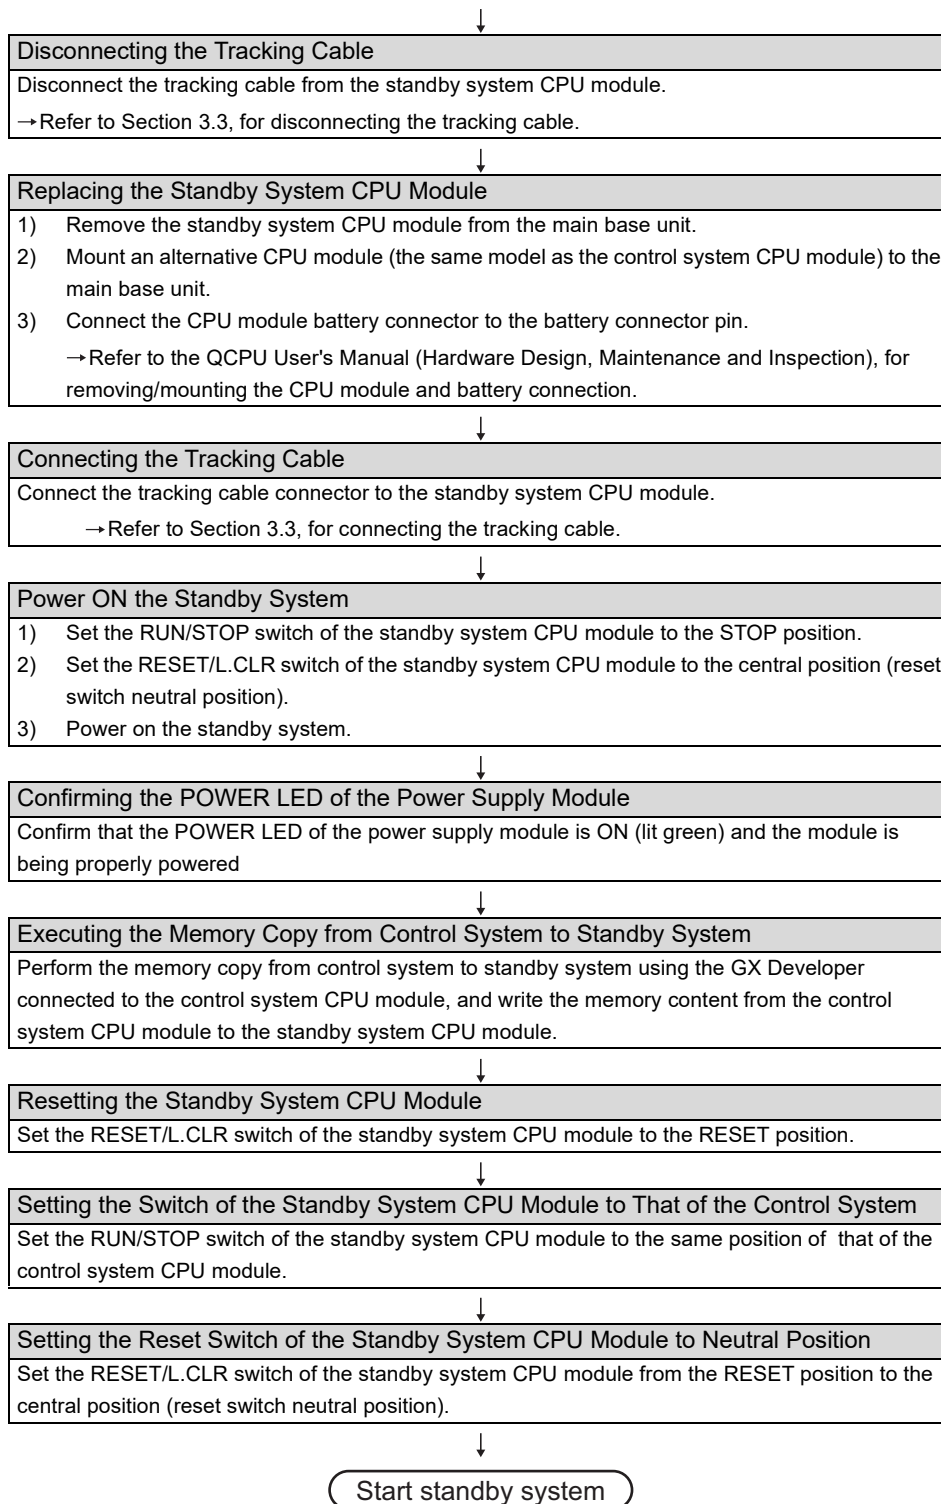 Disconnecting the Tracking Cable
Disconnect the tracking cable from the standby system CPU module.
→Refer to Section 3.3, for disconnecting the tracking cable.
Replacing the Standby System CPU Module
1) Remove the standby system CPU module from the main base unit.
2) Mount an alternative CPU module (the same model as the control system CPU module) to the
main base unit.
3) Connect the CPU module battery connector to the battery connector pin.
→Refer to the QCPU User's Manual (Hardware Design, Maintenance and Inspection), for
removing/mounting the CPU module and battery connection.
Connecting the Tracking Cable
Connect the tracking cable connector to the standby system CPU module.
→Refer to Section 3.3, for connecting the tracking cable.
Power ON the Standby System
1) Set the RUN/STOP switch of the standby system CPU module to the STOP position.
2) Set the RESET/L.CLR switch of the standby system CPU module to the central position (reset
switch neutral position).
3) Power on the standby system.
Confirming the POWER LED of the Power Supply Module
Confirm that the POWER LED of the power supply module is ON (lit green) and the module is
being properly powered
Executing the Memory Copy from Control System to Standby System
Perform the memory copy from control system to standby system using the GX Developer
connected to the control system CPU module, and write the memory content from the control
system CPU module to the standby system CPU module.
Resetting the Standby System CPU Module
Set the RESET/L.CLR switch of the standby system CPU module to the RESET position.
Setting the Switch of the Standby System CPU Module to That of the Control System
Set the RUN/STOP switch of the standby system CPU module to the same position of that of the
control system CPU module.
Setting the Reset Switch of the Standby System CPU Module to Neutral Position
Set the RESET/L.CLR switch of the standby system CPU module from the RESET position to the
central position (reset switch neutral position).
Start standby system